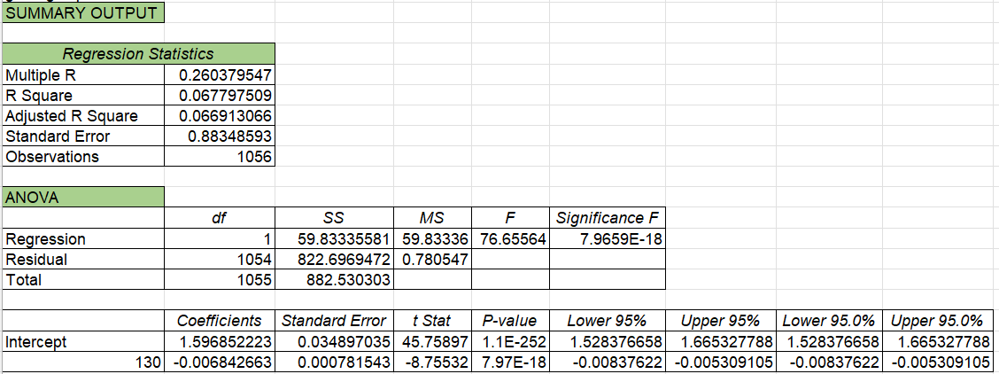 SUMMARY OUTPUT
Regression Statistics
Multiple R 0.260379547
R Square 0.067797509
Adjusted R Square 0.066913066
Standard Error 0.88348593
Observations 1056
ANOVA
df SS MS F Significance F
Regression 1 59.83335581 59.83336 76.65564 7.9659E-18
Residual 1054 822.6969472 0.780547
Total 1055 882.530303
Coefficients Standard Error t Stat P-value Lower 95% Upper 95% Lower 95.0% Upper 95.0%
Intercept 1.596852223 0.034897035 45.75897 1.1E-252 1.528376658 1.665327788 1.528376658 1.665327788
130 -0.006842663 0.000781543 -8.75532 7.97E-18 -0.00837622 -0.005309105 -0.00837622 -0.005309105